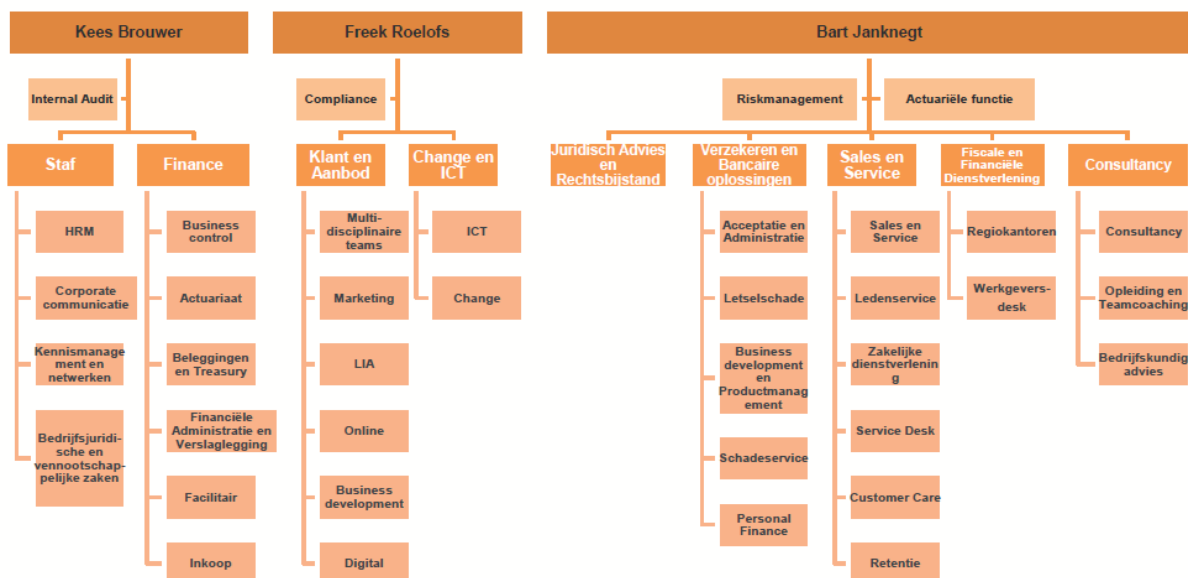 Kees Brouwer
Freek Roelofs
Bart Janknegt
Internal Audit
Compliance
Riskmanagement
Actuariële functie
Staf
Finance
Klant en
Aanbod
Change en
ICT
Juridisch Advies
en
Rechtsbijstand
Verzekeren en
Bancaire
oplossingen
Sales en
Service
Fiscale en
Financiële
Dienstverlening
Consultancy
HRM
Corporate
communicatie
Kennismanage
ment en
netwerken
Bedrijfsjuridi-
sche en
vennootschap-
pelijke zaken
Business
control
Actuariaat
Beleggingen
en Treasury
Financiële
Administratie en
Verslaglegging
Facilitair
Inkoop
Multi-
disciplinaire
teams
Marketing
LIA
Online
Business
development
Digital
ICT
Change
Acceptatie en
Administratie
Letselschade
Business
development
en
Productmanag
ement
Schadeservice
Personal
Finance
Sales en
Service
Ledenservice
Zakelijke
dienstverlenin
g
Service Desk
Customer Care
Retentie
Regiokantoren
Werkgevers-
desk
Consultancy
Opleiding en
Teamcoaching
Bedrijfskundig
advies